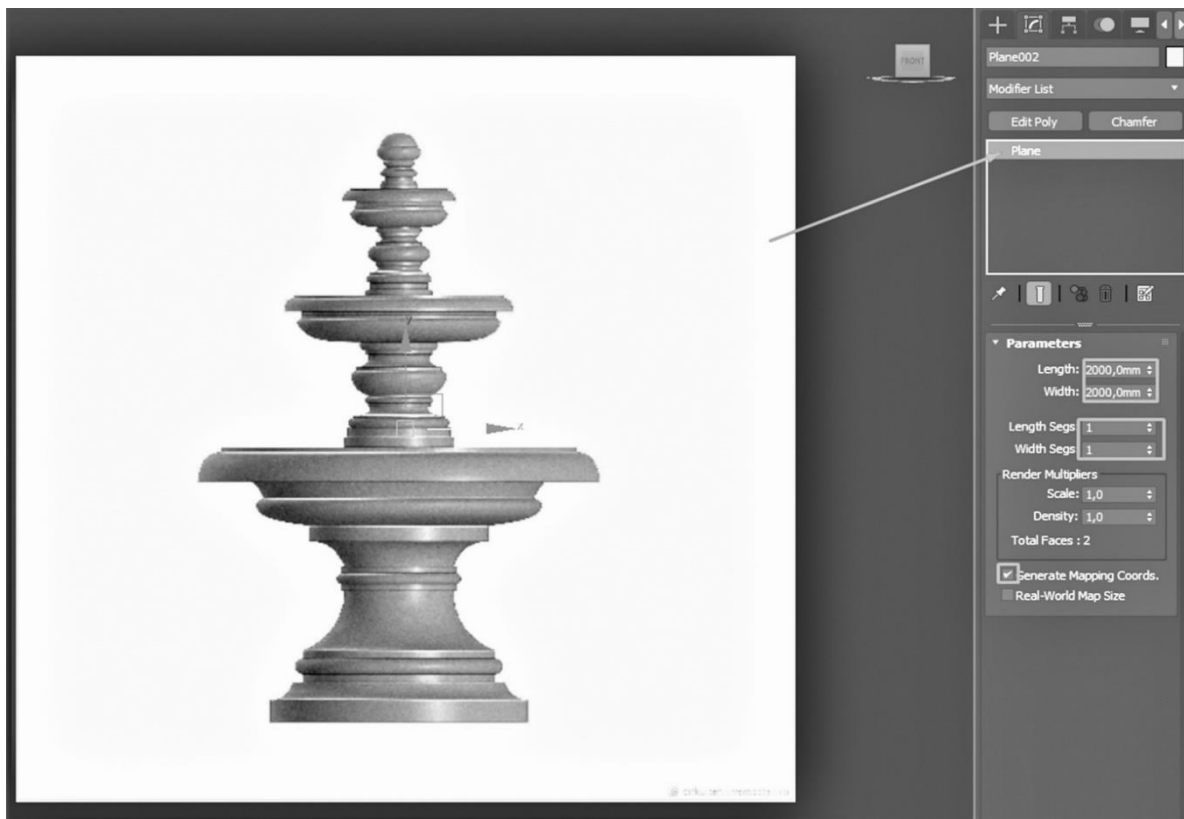 FRONT
Y
X
Plane002
Modifier List
Edit Poly Chamfer
Plane
Parameters
Length: 2000,0mm
Width: 2000,0mm
Length Segs 1
Width Segs 1
Render Multipliers
Scale: 1,0
Density: 1,0
Total Faces : 2
Generate Mapping Coords.
Real-World Map Size